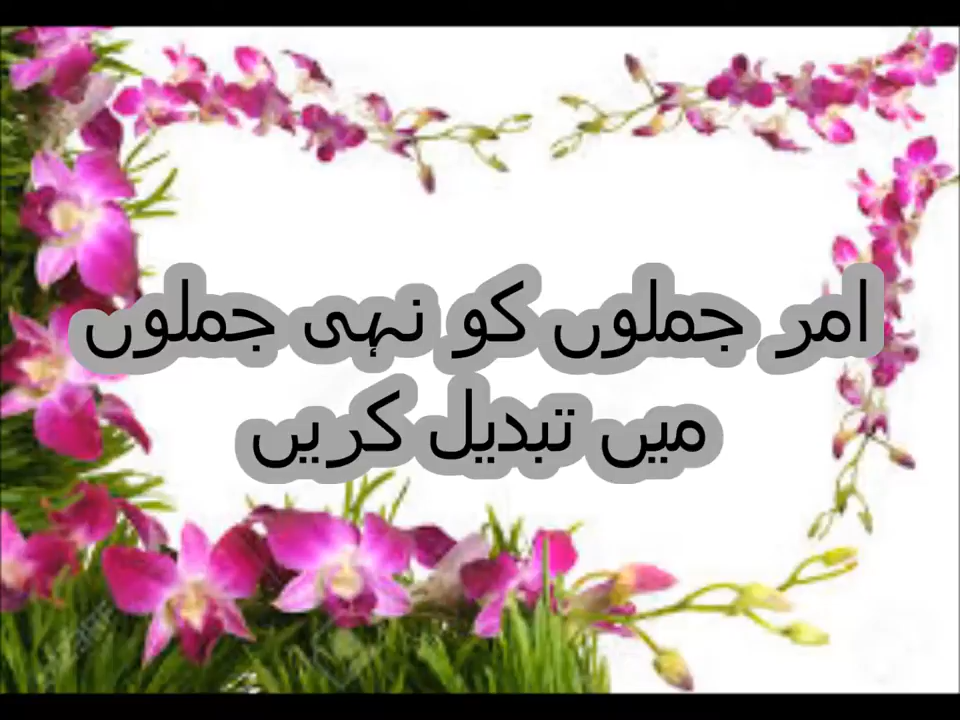 امر جملوں کو نہی جملوں
میں تبدیل کریں